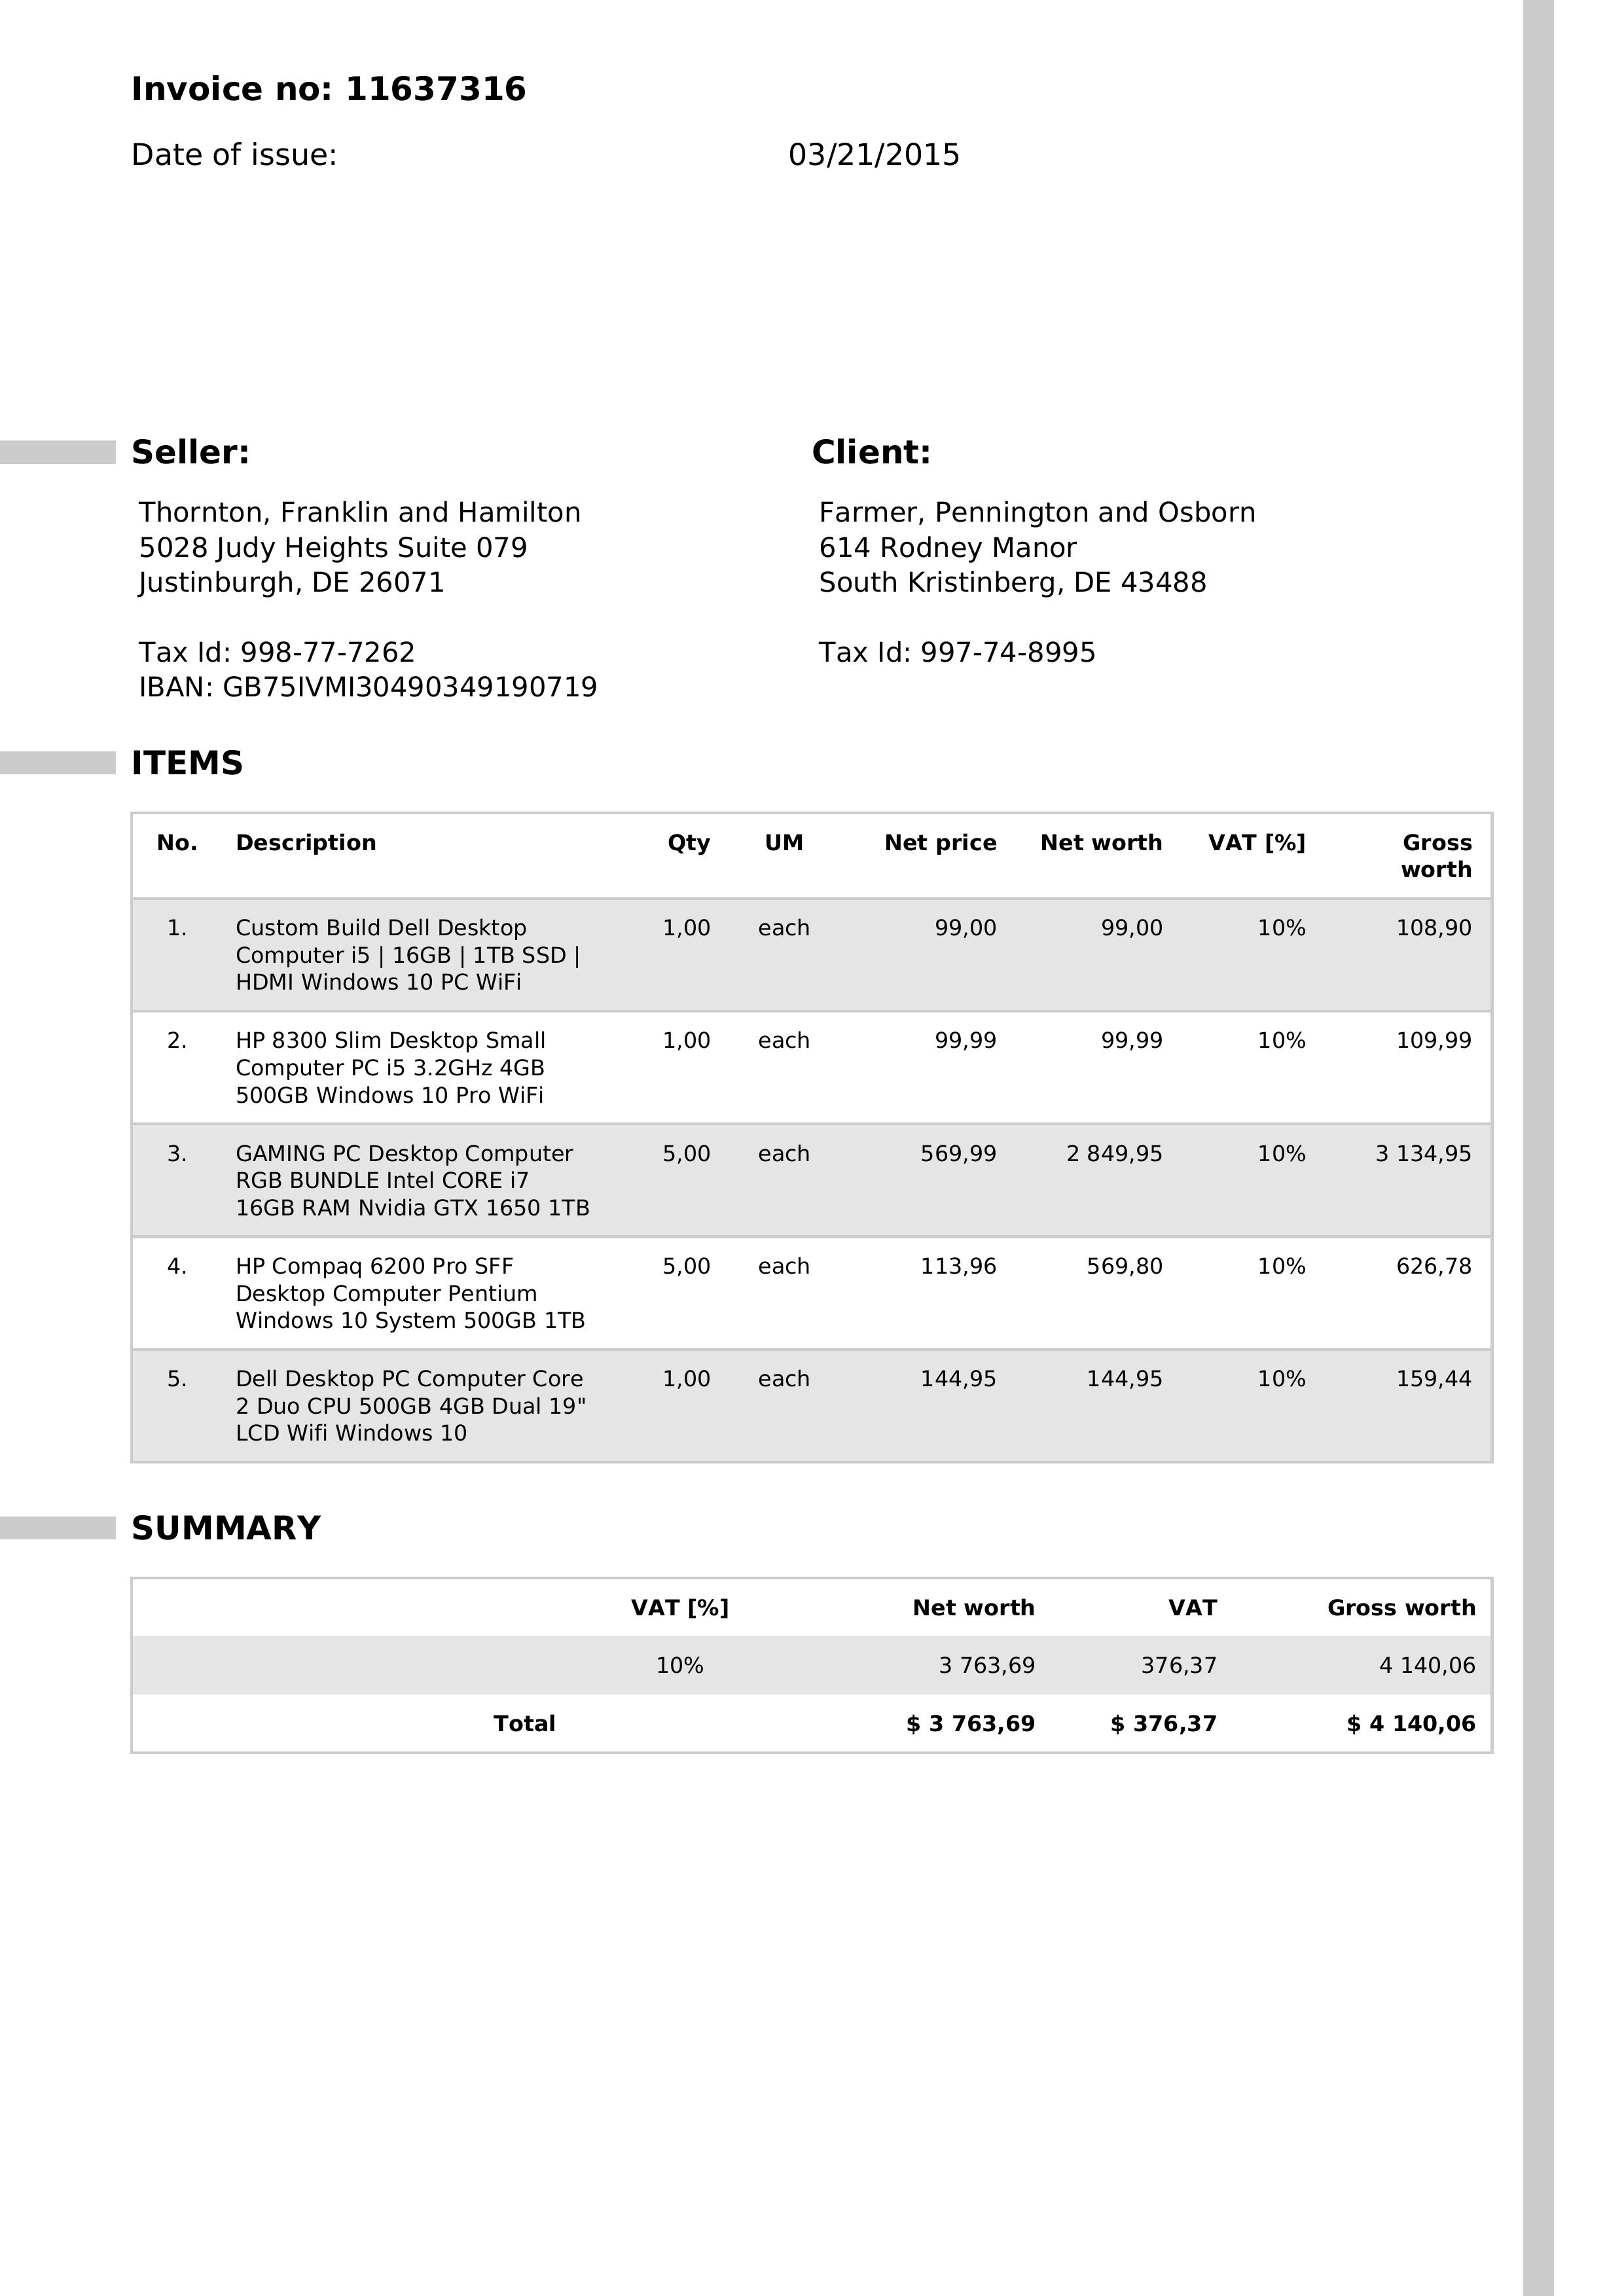 Invoice no: 11637316
Date of issue: 03/21/2015
Seller:
Thornton, Franklin and Hamilton
5028 Judy Heights Suite 079
Justinburgh, DE 26071
Tax Id: 998-77-7262
IBAN: GB75IVMI30490349190719
Client:
Farmer, Pennington and Osborn
614 Rodney Manor
South Kristinberg, DE 43488
Tax Id: 997-74-8995
ITEMS
No. Description Qty UM Net price Net worth VAT [%] Gross
worth
1. Custom Build Dell Desktop 1,00 each 99,00 99,00 10% 108,90
Computer i5 | 16GB | 1TB SSD |
HDMI Windows 10 PC WiFi
2. HP 8300 Slim Desktop Small 1,00 each 99,99 99,99 10% 109,99
Computer PC i5 3.2GHz 4GB
500GB Windows 10 Pro WiFi
3. GAMING PC Desktop Computer 5,00 each 569,99 2 849,95 10% 3 134,95
RGB BUNDLE Intel CORE i7
16GB RAM Nvidia GTX 1650 1TB
4. HP Compaq 6200 Pro SFF 5,00 each 113,96 569,80 10% 626,78
Desktop Computer Pentium
Windows 10 System 500GB 1TB
5. Dell Desktop PC Computer Core 1,00 each 144,95 144,95 10% 159,44
2 Duo CPU 500GB 4GB Dual 19"
LCD Wifi Windows 10
SUMMARY
VAT [%] Net worth VAT Gross worth
10% 3 763,69 376,37 4 140,06
Total $ 3 763,69 $ 376,37 $ 4 140,06